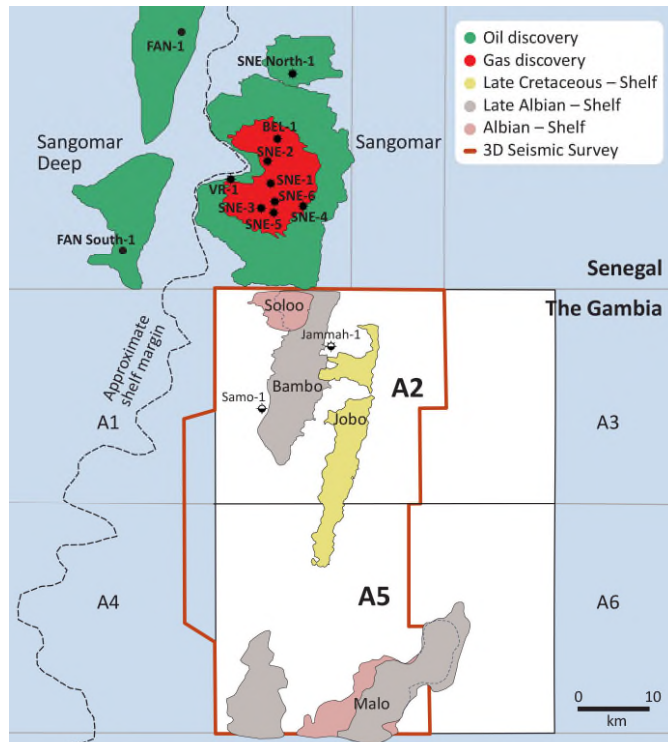 FAN-1
SNE North-1
Oil discovery
Gas discovery
Late Cretaceous – Shelf
Late Albian – Shelf
Albian – Shelf
3D Seismic Survey
BEL-1
Sangomar
Deep
SNE-2
Sangomar
VR-1
SNE-1
SNE-6
SNE-3
SNE-4
SNE-5
FAN South-1
Senegal
The Gambia
Soloo
Approximate
shelf margin
Jammah-1
Bambo
A2
Samo-1
A1
Jobo
A3
A4
A5
A6
Malo
0
10
km